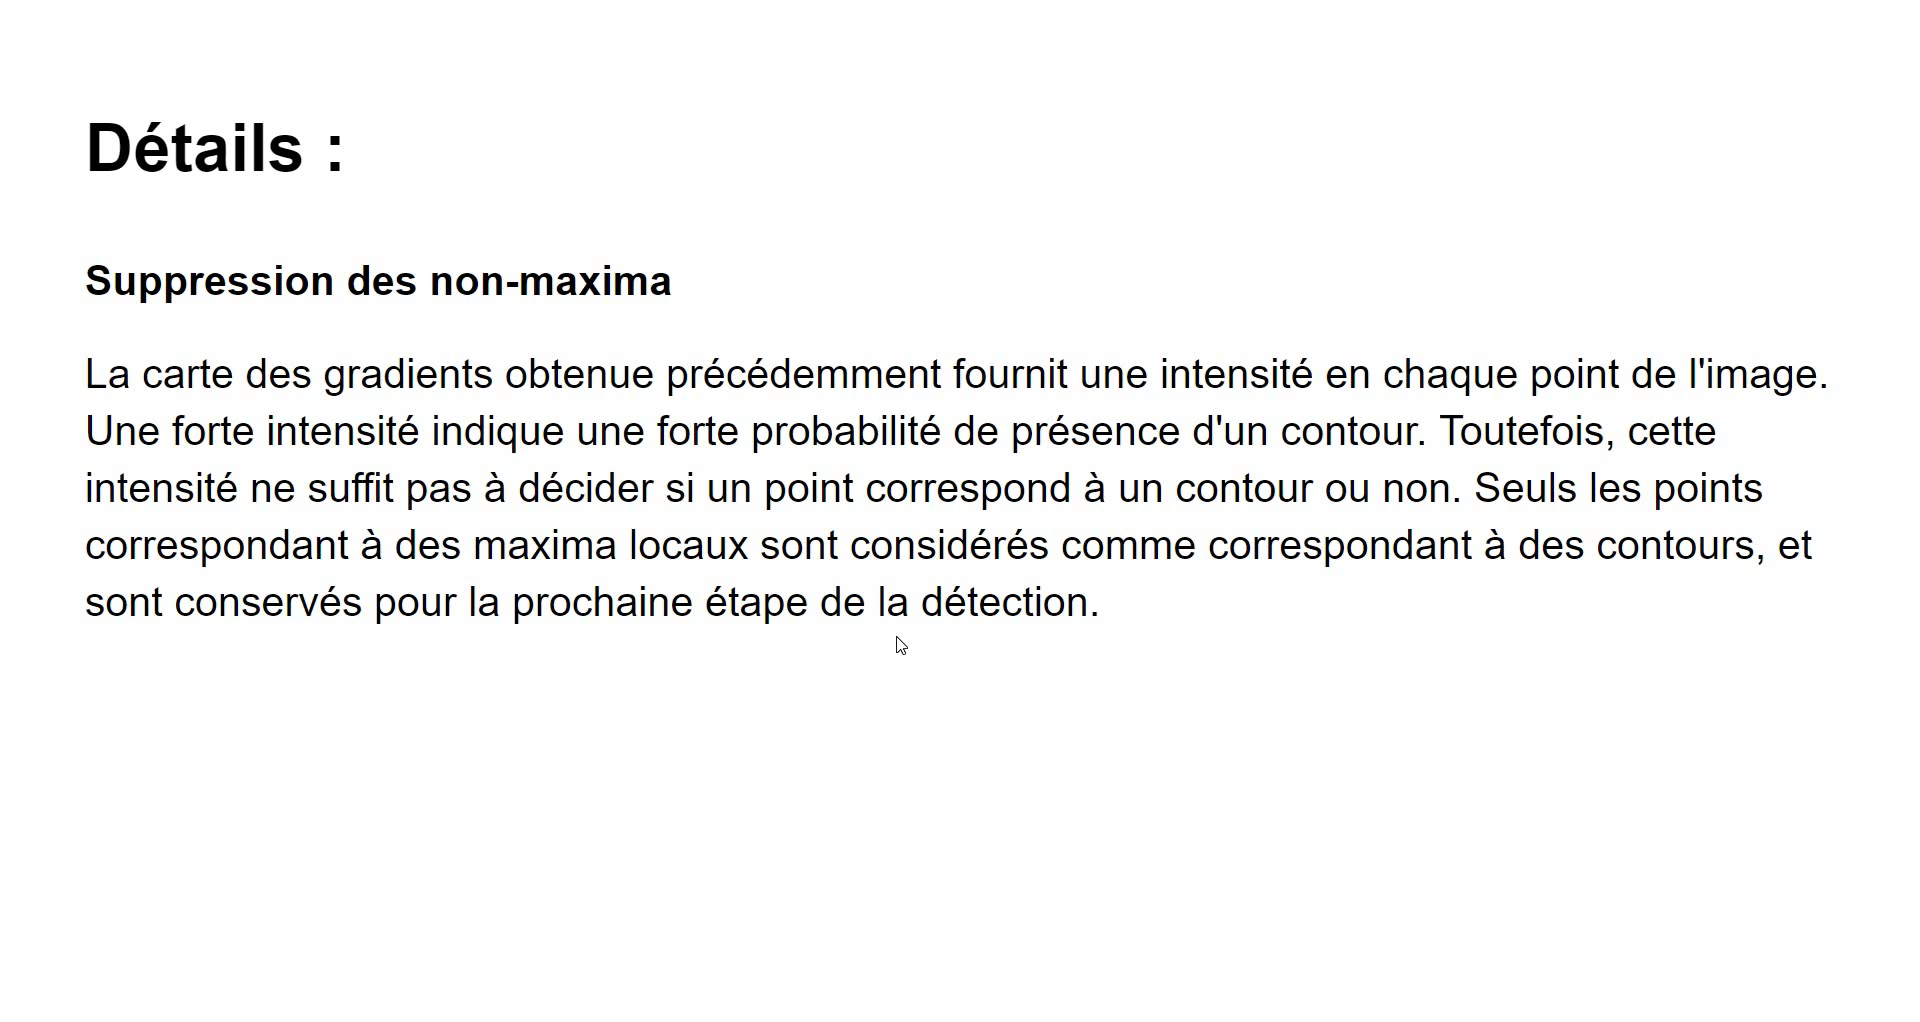 Détails :
Suppression des non-maxima
La carte des gradients obtenue précédemment fournit une intensité en chaque point de l'image.
Une forte intensité indique une forte probabilité de présence d'un contour. Toutefois, cette
intensité ne suffit pas à décider si un point correspond à un contour ou non. Seuls les points
correspondant à des maxima locaux sont considérés comme correspondant à des contours, et
sont conservés pour la prochaine étape de la détection.